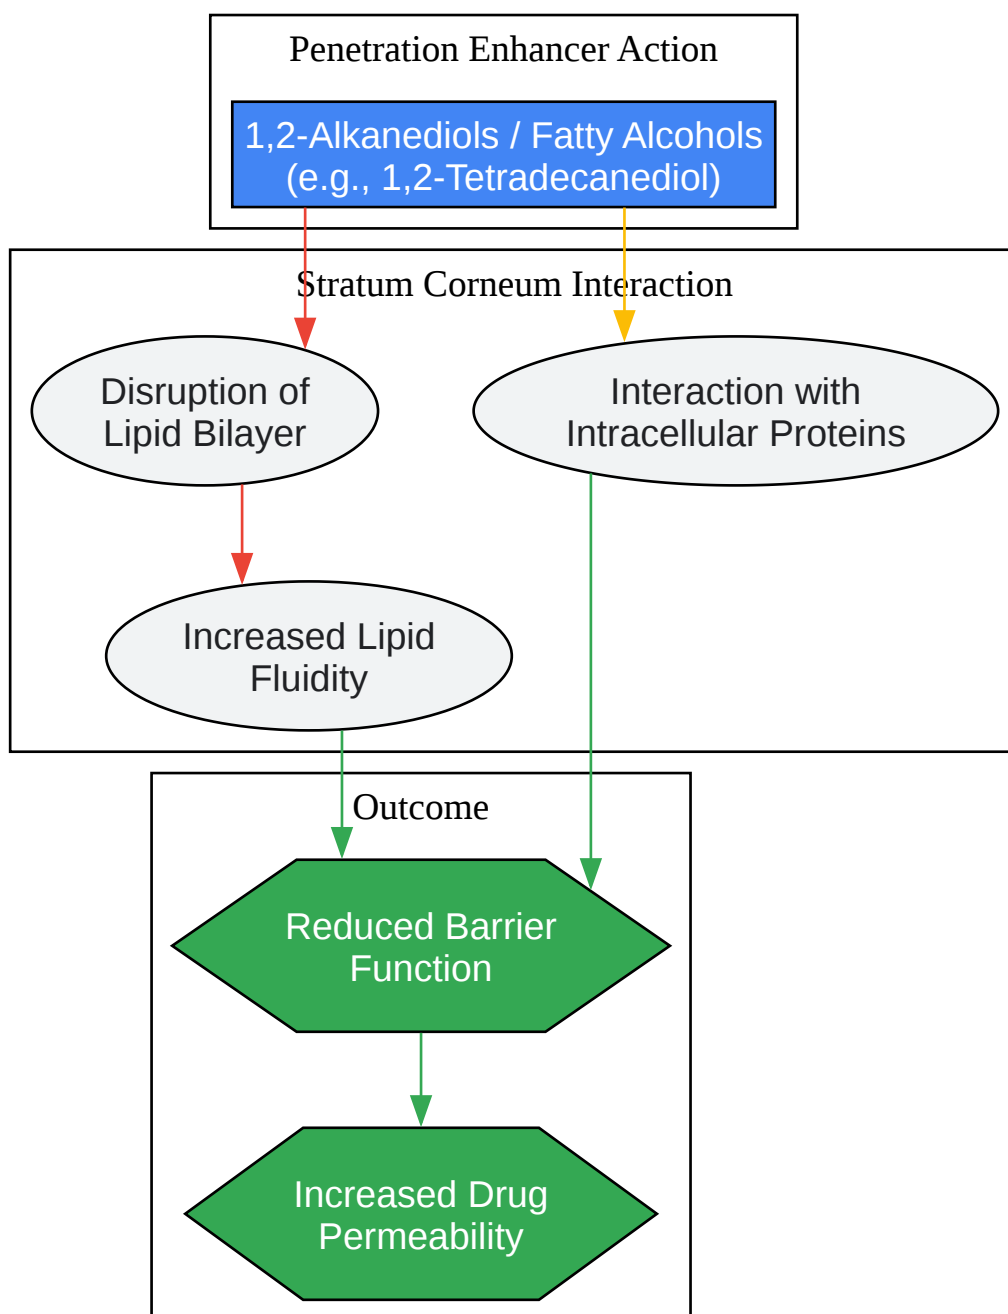 Penetration Enhancer Action
1,2-Alkanediols / Fatty Alcohols
(e.g., 1,2-Tetradecanediol)
Stratum Corneum Interaction
Disruption of
Lipid Bilayer
Interaction with
Intracellular Proteins
Increased Lipid
Fluidity
Outcome
Reduced Barrier
Function
Increased Drug
Permeability